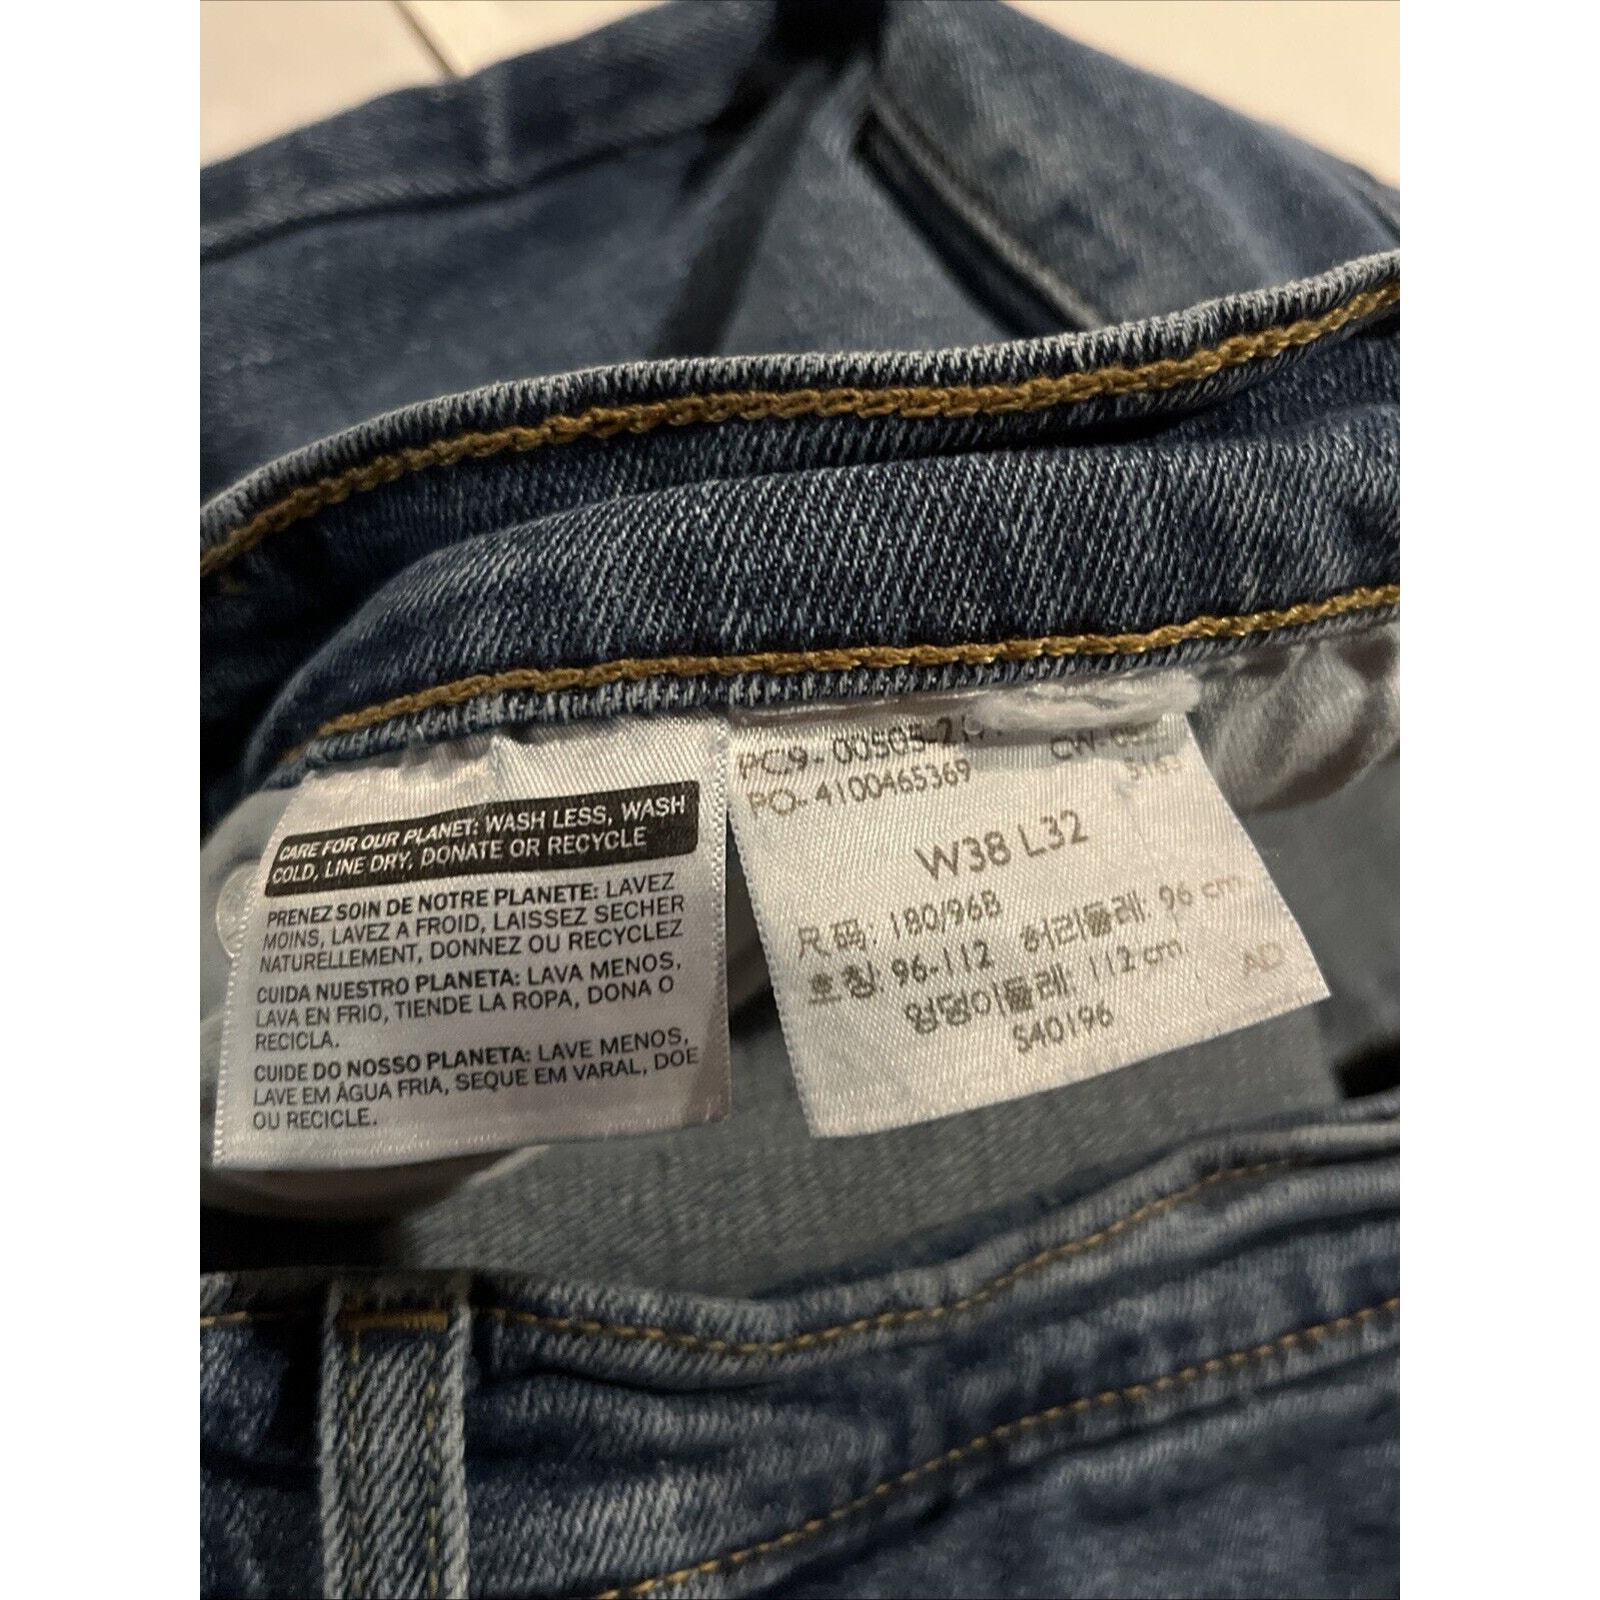 CARE FOR OUR PLANET: WASH LESS, WASH
COLD, LINE DRY, DONATE OR RECYCLE
PRENEZ SOIN DE NOTRE PLANETE: LAVEZ
MOINS, LAVEZ A FROID, LAISSEZ SECHER
NATURELLEMENT, DONNEZ OU RECYCLEZ
CUIDA NUESTRO PLANETA: LAVA MENOS,
LAVA EN FRIO, TIENDE LA ROPA, DONA O
RECICLA.
CUIDE DO NOSSO PLANETA: LAVE MENOS,
LAVE EM ÁGUA FRIA, SEQUE EM VARAL, DOE
OU RECICLE.
PO-4100465369
W38 L32
尺码: 180/96B
호칭: 96-112 허리둘레: 96 cm.
엉덩이둘레: 112 cm. AD
S40196